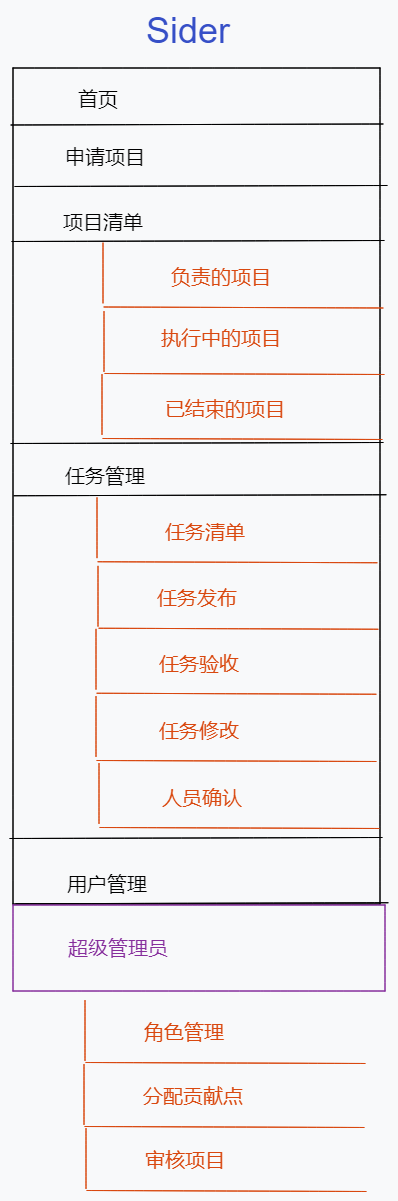 Sider
首页
申请项目
项目清单
负责的项目
执行中的项目
已结束的项目
任务管理
任务清单
任务发布
任务验收
任务修改
人员确认
用户管理
超级管理员
角色管理
分配贡献点
审核项目